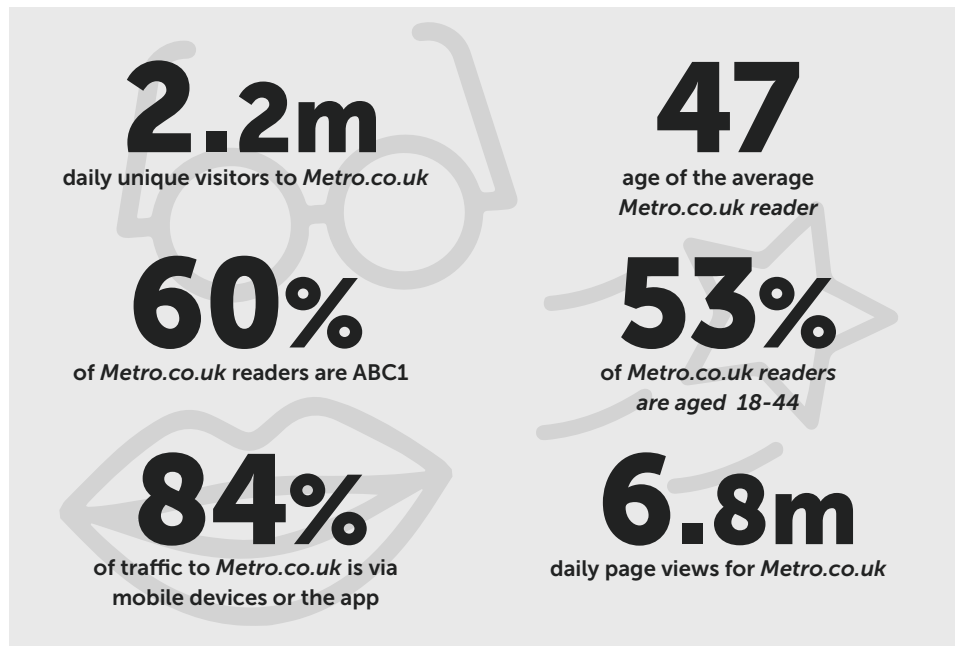 2.2m
daily unique visitors to Metro.co.uk
47
age of the average
Metro.co.uk reader
60%
of Metro.co.uk readers are ABC1
53%
of Metro.co.uk readers
are aged 18-44
84%
of traffic to Metro.co.uk is via
mobile devices or the app
6.8m
daily page views for Metro.co.uk